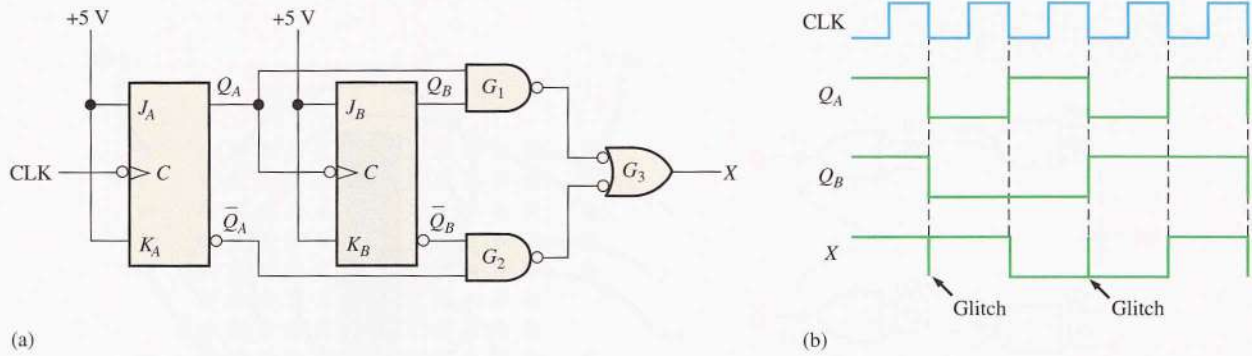 +5 V
+5 V
J_A
Q_A
CLK
C
Q̄_A
K_A
J_B
Q_B
C
Q̄_B
K_B
G_1
G_2
G_3
X
(a)
CLK
Q_A
Q_B
X
Glitch
Glitch
(b)